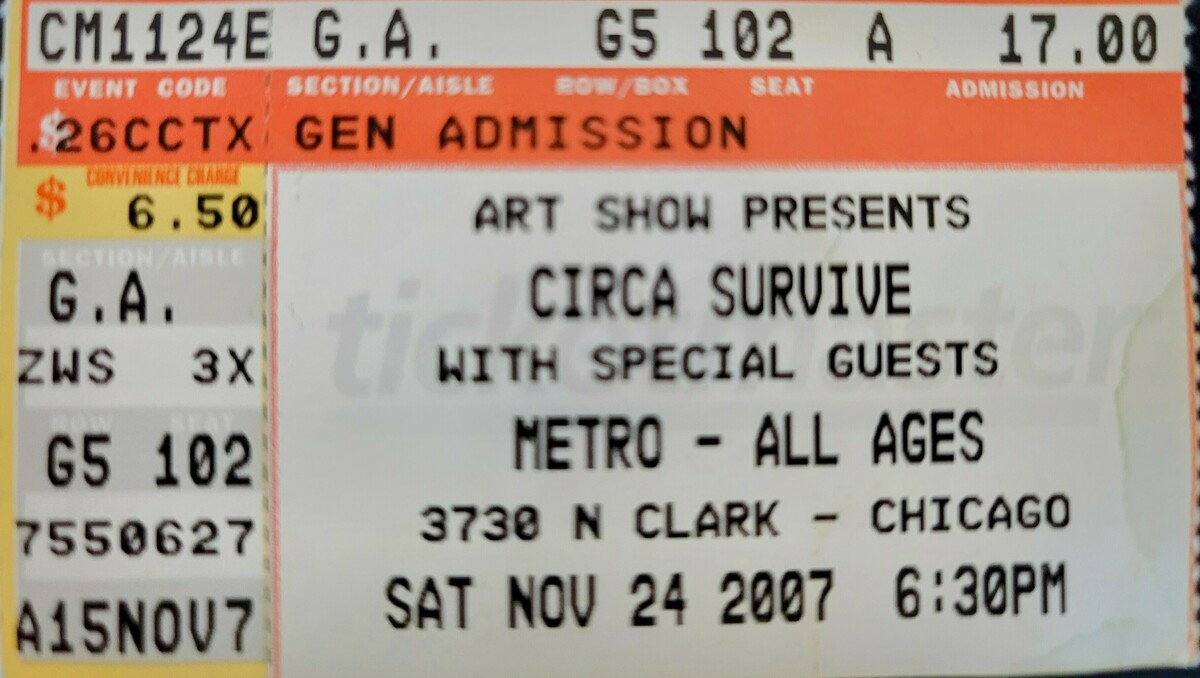 CM1124E G.A. G5 102 A 17.00
EVENT CODE SECTION/AISLE ROW/BOX SEAT ADMISSION
$ .26CCTX GEN ADMISSION
CONVENIENCE CHARGE
$ 6.50
SECTION/AISLE
G.A.
ZWS 3X
ROW SEAT
G5 102
7550627
A15NOV7
ART SHOW PRESENTS
CIRCA SURVIVE
ticketmaster
WITH SPECIAL GUESTS
METRO - ALL AGES
3730 N CLARK - CHICAGO
SAT NOV 24 2007 6:30PM